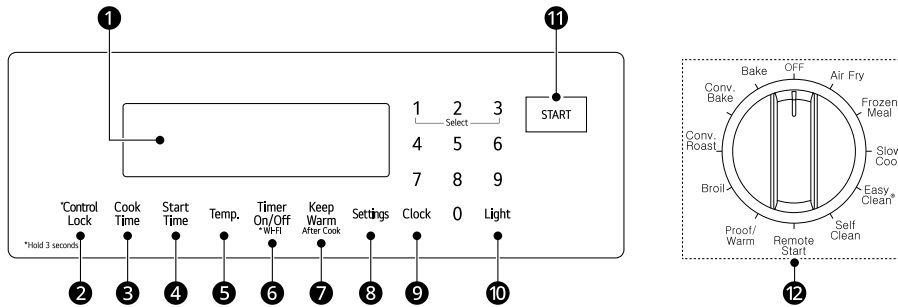 1
11
START
1 2 3
Select
4 5 6
7 8 9
0
*Control
Lock
Cook
Time
Start
Time
Temp.
Timer
On/Off
*WI-FI
Keep
Warm
After Cook
Settings
Clock
Light
*Hold 3 seconds
2 3 4 5 6 7 8 9 10
OFF
Air Fry
Frozen
Meal
Slow
Coo
Easy
Clean®
Self
Clean
Remote
Start
Proof/
Warm
Broil
Conv.
Roast
Conv.
Bake
Bake
12